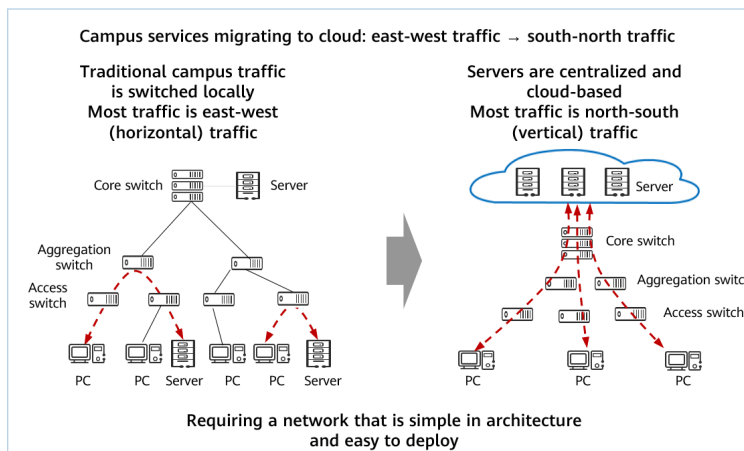 Campus services migrating to cloud: east-west traffic → south-north traffic
Traditional campus traffic
is switched locally
Most traffic is east-west
(horizontal) traffic
Core switch
Server
Aggregation
switch
Access
switch
PC
PC
Server
PC
PC
Server
Servers are centralized and
cloud-based
Most traffic is north-south
(vertical) traffic
Server
Core switch
Aggregation switc
Access switch
PC
PC
PC
Requiring a network that is simple in architecture
and easy to deploy